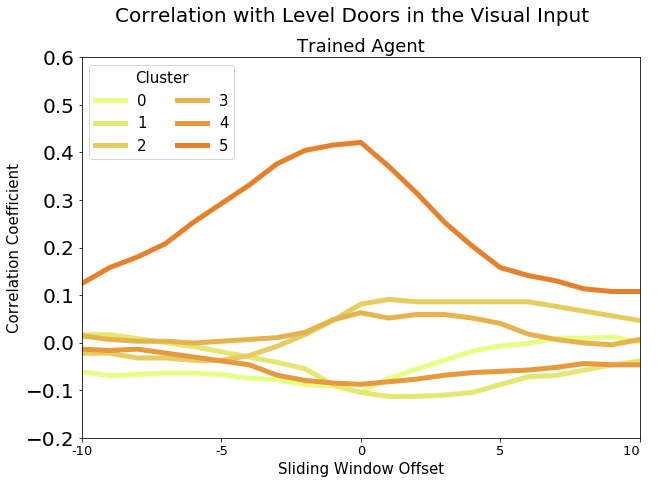 Correlation with Level Doors in the Visual Input
Trained Agent
Cluster
0 3
1 4
2 5
0.6
0.5
0.4
0.3
0.2
0.1
0.0
−0.1
−0.2
Correlation Coefficient
-10 -5 0 5 10
Sliding Window Offset